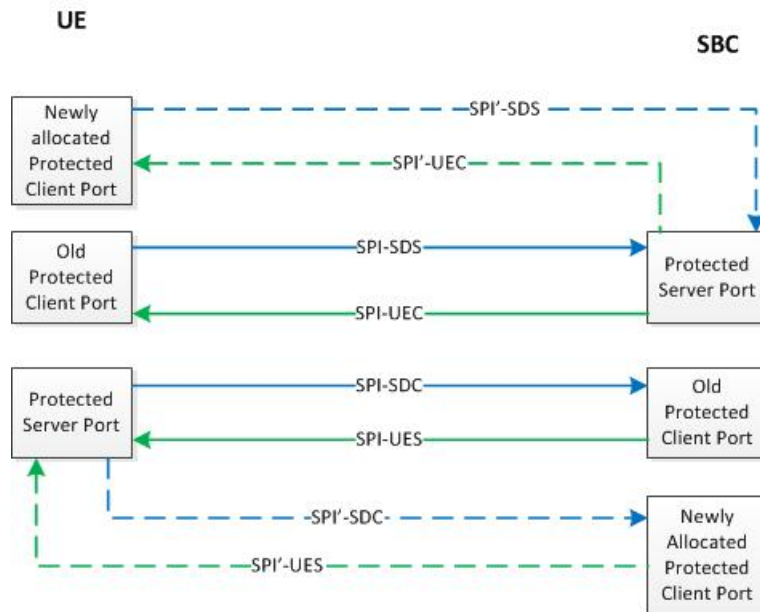 UE
SBC
Newly
allocated
Protected
Client Port
SPI’-SDS
SPI’-UEC
Old
Protected
Client Port
SPI-SDS
SPI-UEC
Protected
Server Port
Protected
Server Port
SPI-SDC
SPI-UES
Old
Protected
Client Port
SPI’-SDC
SPI’-UES
Newly
Allocated
Protected
Client Port